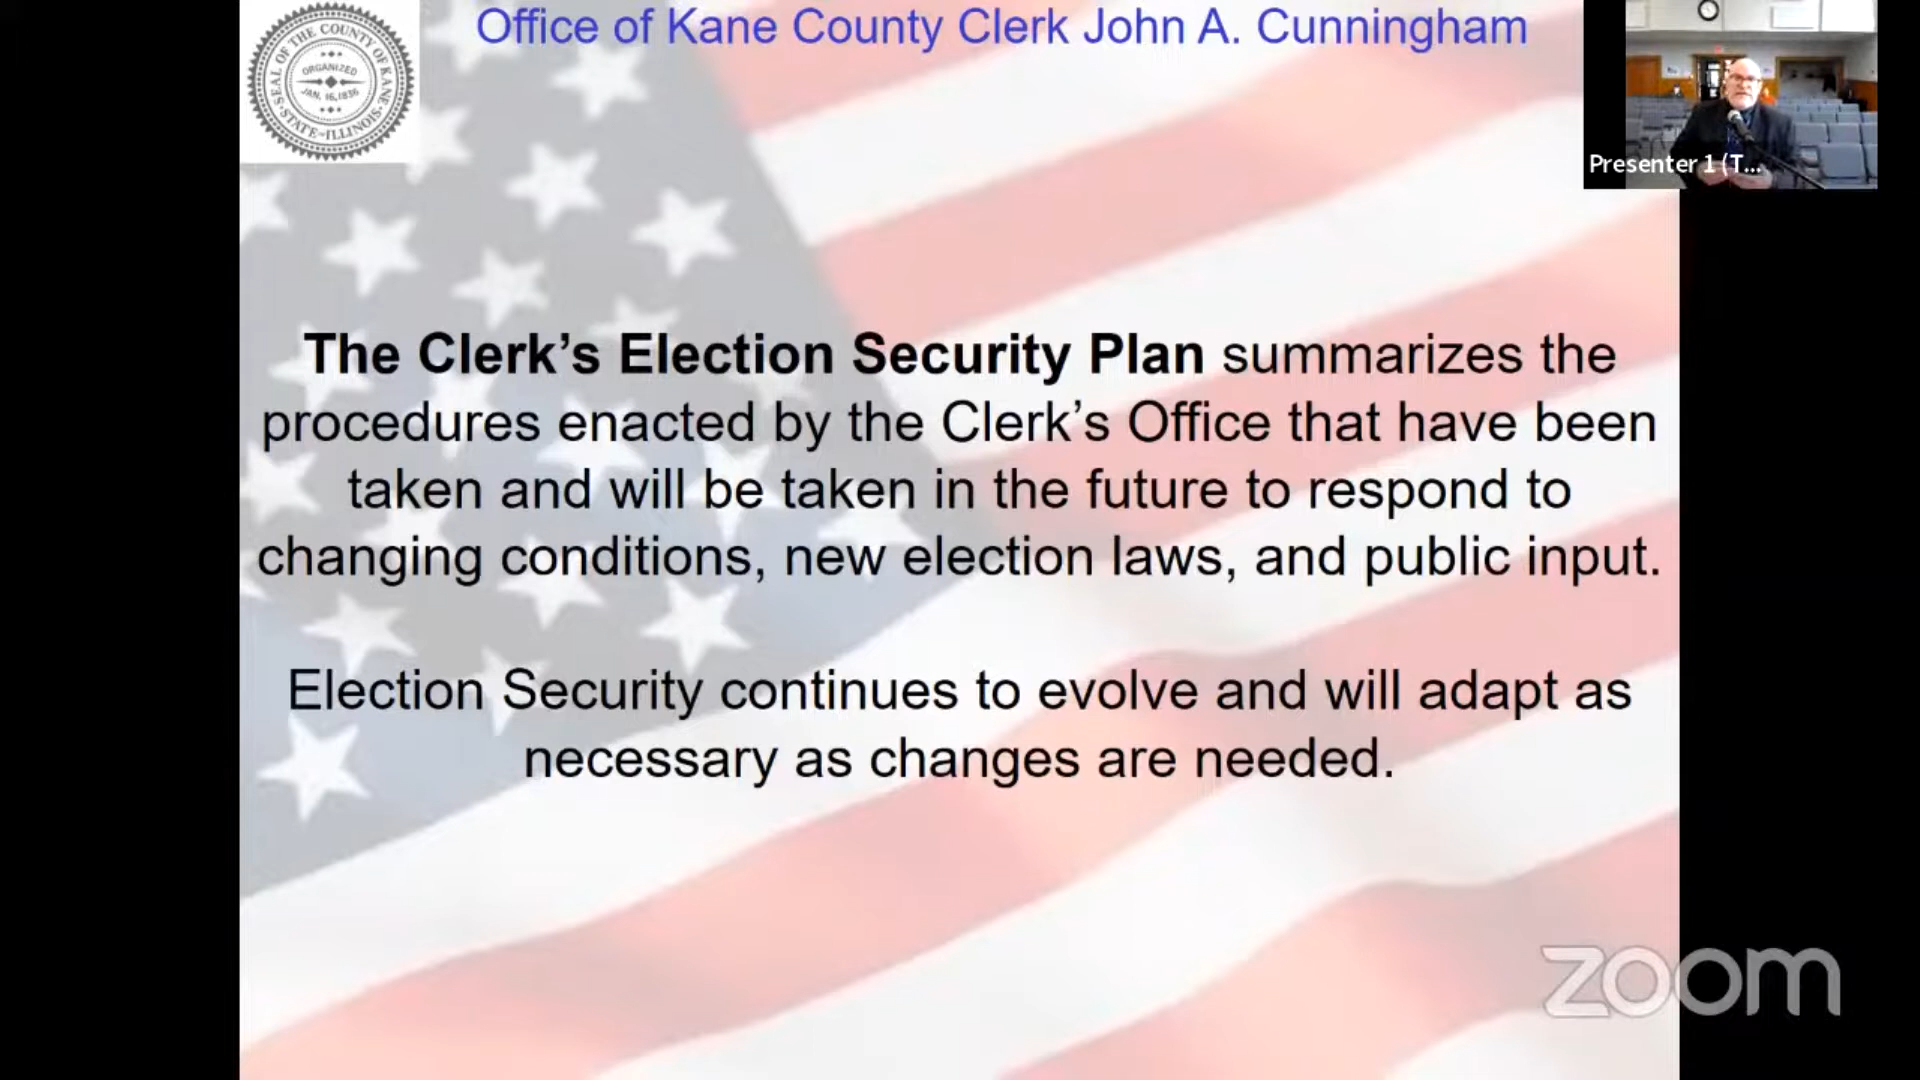 Office of Kane County Clerk John A. Cunningham
SEAL OF THE COUNTY OF KANE
ORGANIZED
JAN. 16, 1836
STATE ~ ILLINOIS
Presenter 1 (T...
The Clerk’s Election Security Plan summarizes the
procedures enacted by the Clerk’s Office that have been
taken and will be taken in the future to respond to
changing conditions, new election laws, and public input.
Election Security continues to evolve and will adapt as
necessary as changes are needed.
zoom